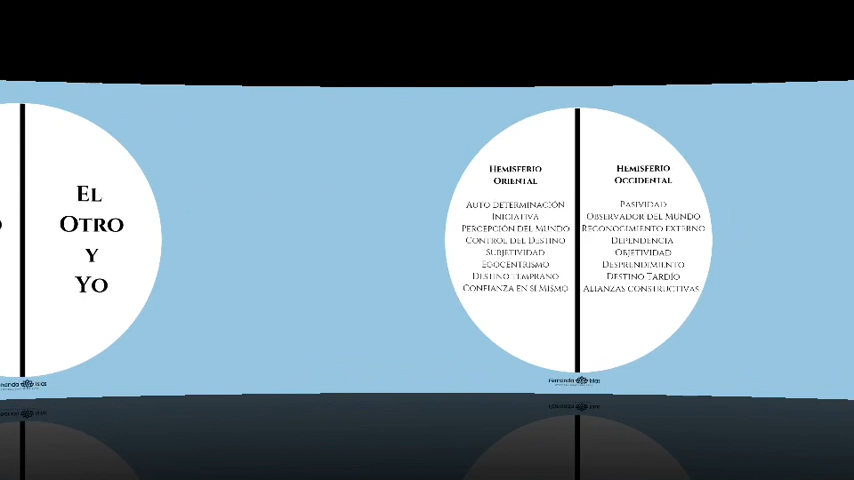 El
Otro
y
Yo
Hemisferio
Oriental
Auto determinación
Iniciativa
Percepción del Mundo
Control del Destino
Subjetividad
Egocentrismo
Destino temprano
Confianza en sí Mismo
Hemisferio
Occidental
Pasividad
Observador del Mundo
Reconocimiento externo
Dependencia
Objetividad
Desprendimiento
Destino Tardío
Alianzas constructivas